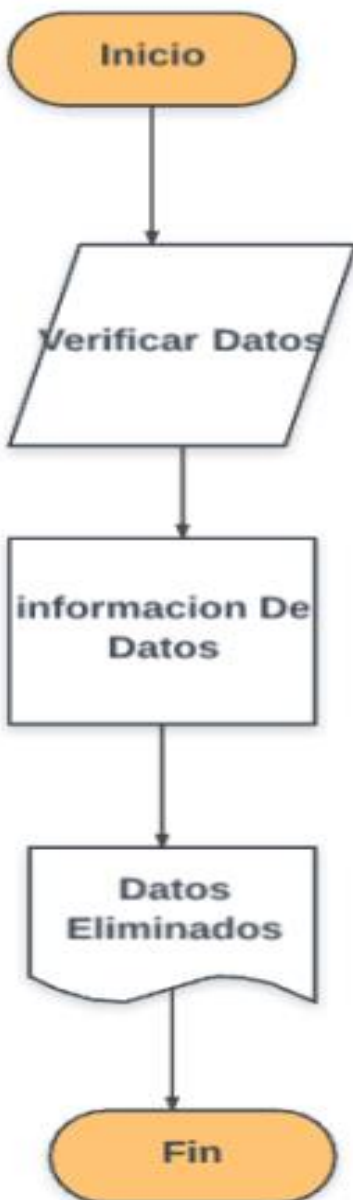 Inicio
Verificar Datos
informacion De
Datos
Datos
Eliminados
Fin